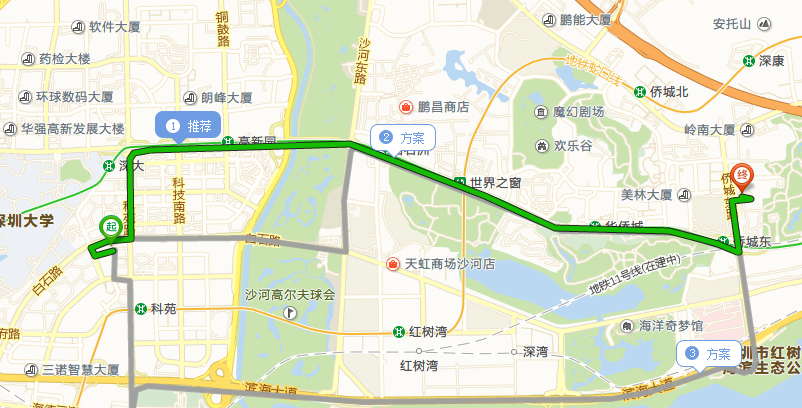 软件大厦
铜鼓路
沙河东路
鹏能大厦
安托山
药检大楼
地铁蛇口线
深康
环球数码大厦
朗峰大厦
鹏昌商店
侨城北
魔幻剧场
华强高新发展大楼
1 推荐
高新园
2 方案
岭南大厦
欢乐谷
深大
科技南路
世界之窗
终
美林大厦
侨城东路
深圳大学
起
华侨城
侨城东
白石路
白石路
天虹商场沙河店
地铁11号线(在建中)
沙河高尔夫球会
科苑
红树湾
海洋奇梦馆
红树湾
深湾
3 方案
圳市红树
三诺智慧大厦
滨海大道
滨海大道